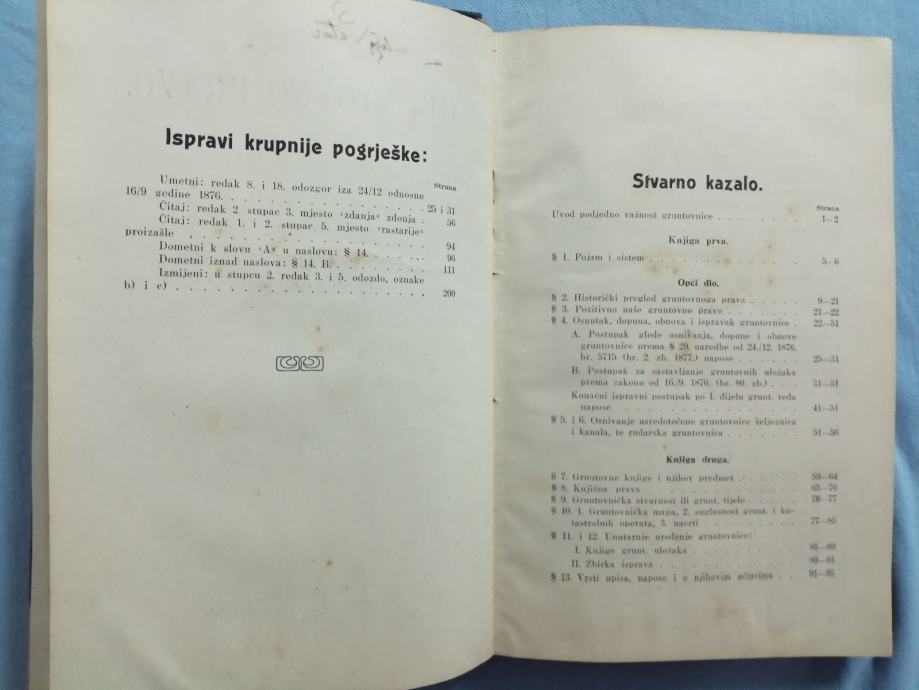 Ispravi krupnije pogrješke:
Strana
Umetni: redak 8. i 18. odozgor iza 24/12 odnosno
16/9 godine 1876. . . . . . . . . . . . . 25 i 31
Čitaj: redak 2 stupac 3. mjesto »zdanja« zdonja . 56
Čitaj: redak 1. i 2. stupac 5. mjesto »rastarije»
proizašle . . . . . . . . . . . . . 94
Dometni k slovu »A« u naslovu: § 14. . . . . . 96
Dometni iznad naslova: § 14. B. . . . . . . . 111
Izmijeni: u stupcu 2. redak 3. i 5. odozdo, oznake
b) i c) . . . . . . . . . . . . . 200
Stvarno kazalo.
Strana
Uvod podjedno važnost gruntovnice . . . . . . . . 1—2
Knjiga prva.
§ 1. Pojam i sistem . . . . . . . . . . . 5—6
Opći dio.
§ 2. Historički pregled gruntovnoga prava . . . . 9—21
§ 3. Pozitivno naše gruntovno pravo . . . . . . 21—22
§ 4. Osnutak, dopuna, obnova i ispravak gruntovnice . 22—51
A. Postupak glede osnivanja, dopune i obnove
gruntovnice prema § 29. naredbe od 24./12. 1876.
br. 5715 (br. 2. zb. 1877.) napose . . . . . . 25—31
B. Postupak za sastavljanje gruntovnih uložaka
prema zakonu od 16./9. 1876. (br. 80. zb.) . . . 31—51
Konačni ispravni postupak po I. dijelu grunt. reda
napose . . . . . . . . . . . . . 41—51
§ 5. i 6. Osnivanje usredotočene gruntovnice željeznica
i kanala, te rudarska gruntovnica . . . . . . . 51—56
Knjiga druga.
§ 7. Gruntovne knjige i njihov predmet . . . . . 59—64
§ 8. Knjižna prava . . . . . . . . . . . 65—70
§ 9. Gruntovnička stvarnost ili grunt. tijelo . . . . 70—77
§ 10. 1. Gruntovnička mapa, 2. suglasnost grunt. i ka-
tastralnih operata, 3. nacrti . . . . . . . . 77—85
§ 11. i 12. Unutarnje uređenje gruntovnice:
I. Knjige grunt. uložaka . . . . . . . . 85—89
II. Zbirka isprava . . . . . . . . . . 89—91
§ 13. Vrsti upisa, napose i o njihovim učincima . . 91—95